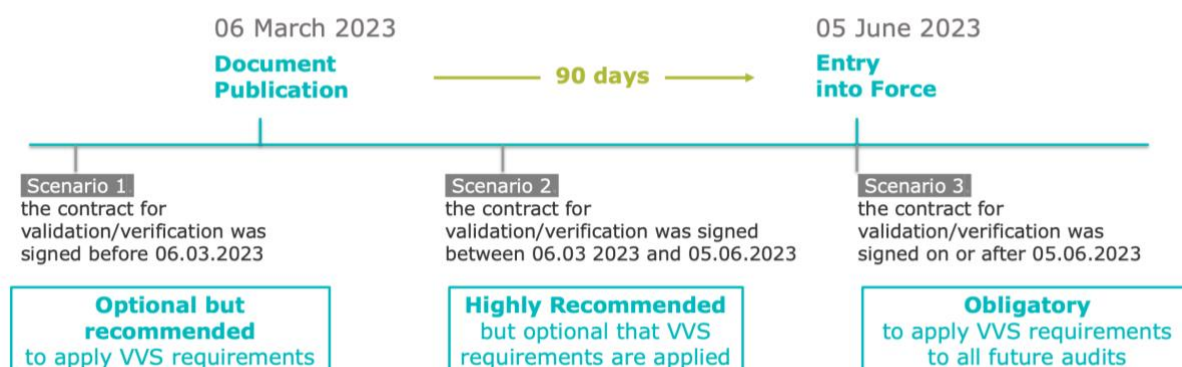 06 March 2023
Document
Publication
90 days
05 June 2023
Entry
into Force
Scenario 1
the contract for
validation/verification was
signed before 06.03.2023
Scenario 2
the contract for
validation/verification was signed
between 06.03 2023 and 05.06.2023
Scenario 3
the contract for
validation/verification was
signed on or after 05.06.2023
Optional but
recommended
to apply VVS requirements
Highly Recommended
but optional that VVS
requirements are applied
Obligatory
to apply VVS requirements
to all future audits